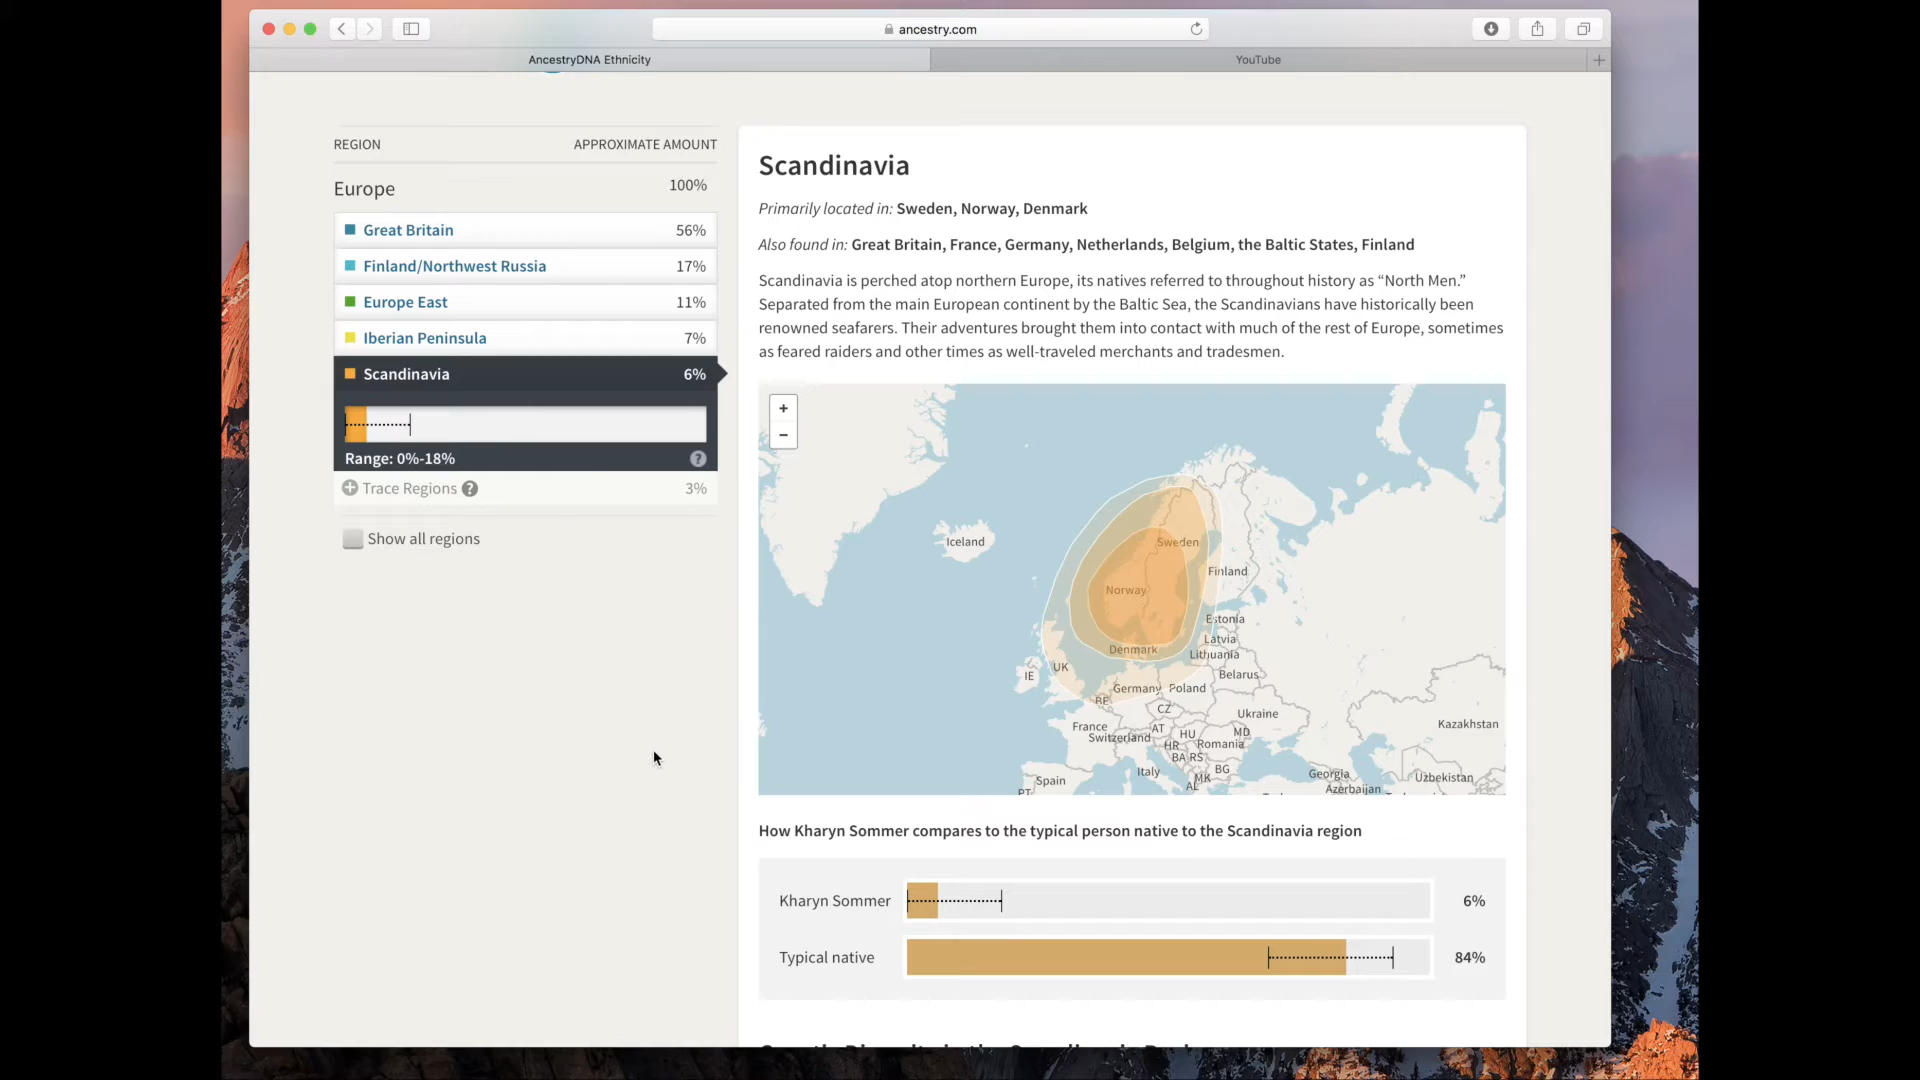 ancestry.com
AncestryDNA Ethnicity
YouTube
REGION
APPROXIMATE AMOUNT
Europe
100%
Great Britain
56%
Finland/Northwest Russia
17%
Europe East
11%
Iberian Peninsula
7%
Scandinavia
6%
Range: 0%-18%
?
Trace Regions ?
3%
Show all regions
Scandinavia
Primarily located in: Sweden, Norway, Denmark
Also found in: Great Britain, France, Germany, Netherlands, Belgium, the Baltic States, Finland
Scandinavia is perched atop northern Europe, its natives referred to throughout history as “North Men.”
Separated from the main European continent by the Baltic Sea, the Scandinavians have historically been
renowned seafarers. Their adventures brought them into contact with much of the rest of Europe, sometimes
as feared raiders and other times as well-traveled merchants and tradesmen.
+
−
Iceland
Sweden
Finland
Norway
Estonia
Latvia
Denmark
Lithuania
UK
IE
Belarus
Germany
Poland
BE
CZ
Ukraine
France
AT
Kazakhstan
Switzerland
HU
MD
HR
Romania
BA
RS
Italy
BG
Spain
MK
Georgia
Uzbekistan
AL
Azerbaijan
PT
How Kharyn Sommer compares to the typical person native to the Scandinavia region
Kharyn Sommer
6%
Typical native
84%